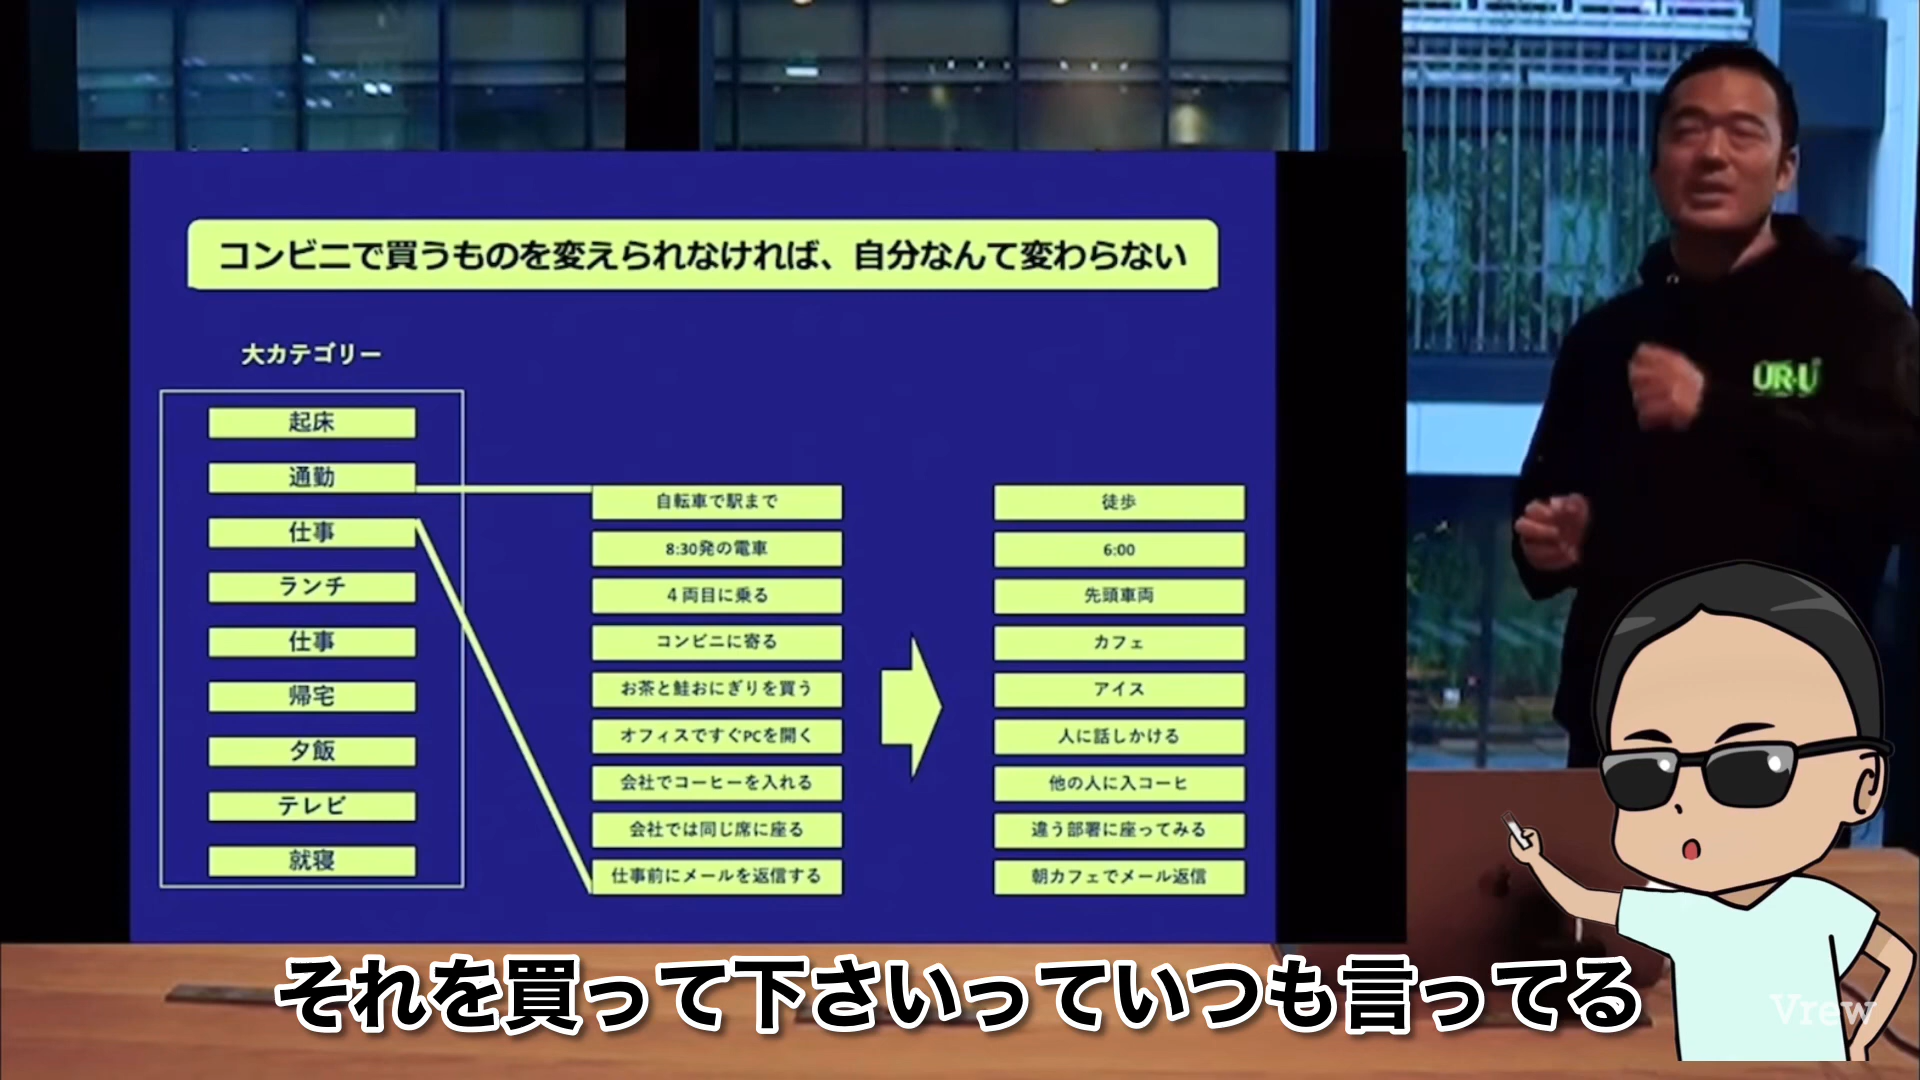 コンビニで買うものを変えられなければ、自分なんて変わらない
大カテゴリー
起床
通勤
仕事
ランチ
仕事
帰宅
夕飯
テレビ
就寝
自転車で駅まで
8:30発の電車
4両目に乗る
コンビニに寄る
お茶と鮭おにぎりを買う
オフィスですぐPCを開く
会社でコーヒーを入れる
会社では同じ席に座る
仕事前にメールを返信する
徒歩
6:00
先頭車両
カフェ
アイス
人に話しかける
他の人に入コーヒ
違う部署に座ってみる
朝カフェでメール返信
UR-U
それを買って下さいっていつも言ってる
Vrew